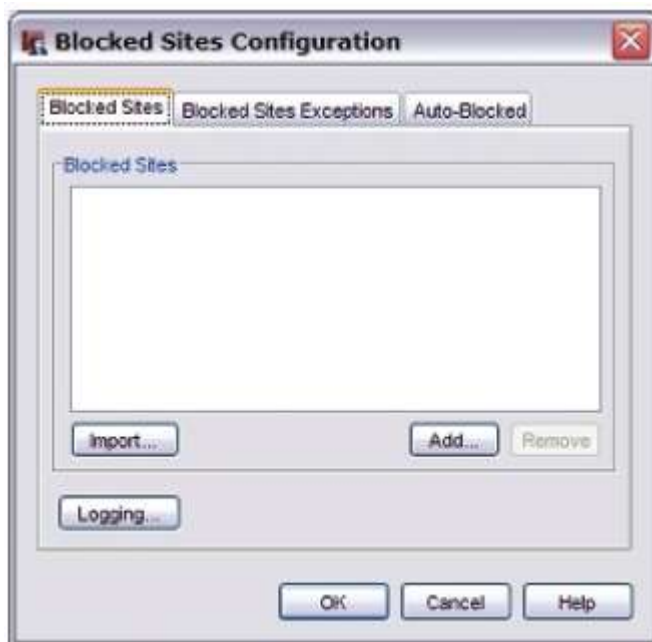 Blocked Sites Configuration
Blocked Sites Blocked Sites Exceptions Auto-Blocked
Blocked Sites
Import... Add... Remove
Logging...
OK Cancel Help